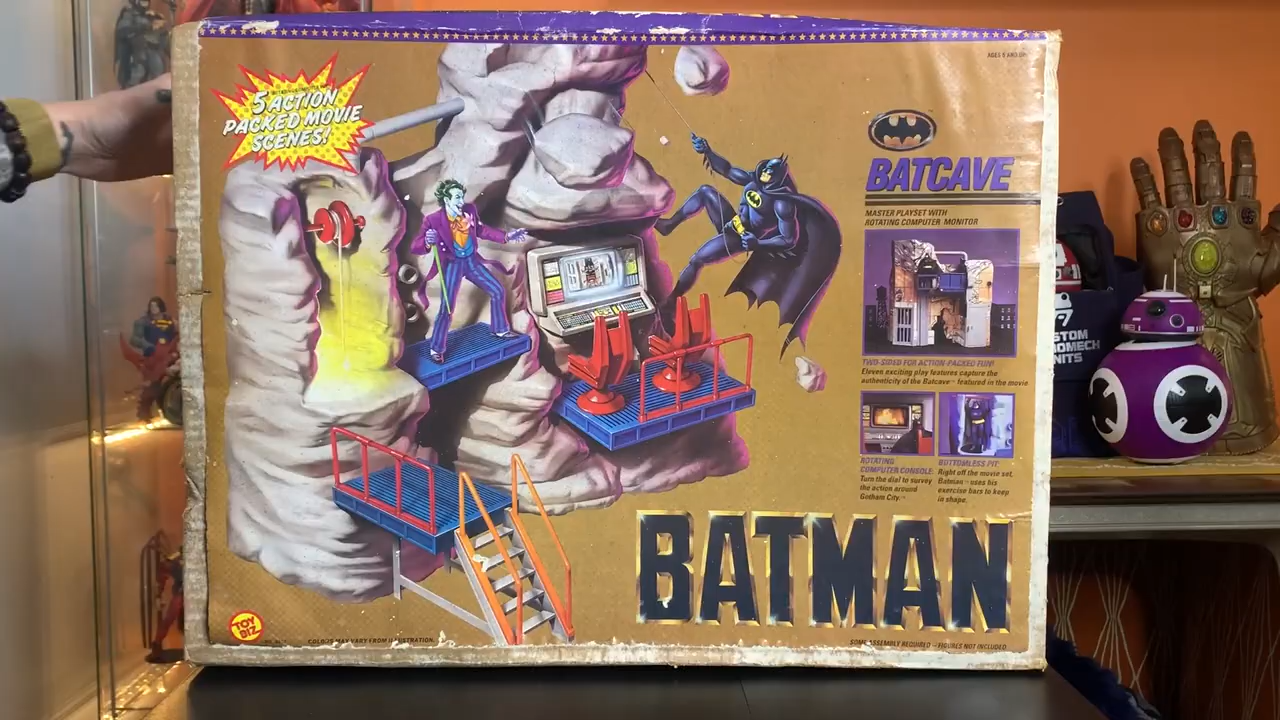 AGES 5 AND UP
5 ACTION
PACKED MOVIE
SCENES!
BATCAVE
MASTER PLAYSET WITH
ROTATING COMPUTER MONITOR
TWO-SIDED FOR ACTION-PACKED FUN!
Eleven exciting play features capture the
authenticity of the Batcave™ featured in the movie
ROTATING
COMPUTER CONSOLE:
Turn the dial to survey
the action around
Gotham City.™
BOTTOMLESS PIT:
Right off the movie set,
Batman™ uses his
exercise bars to keep
in shape.
BATMAN
TOY
BIZ
COLORS MAY VARY FROM ILLUSTRATION.
SOME ASSEMBLY REQUIRED – FIGURES NOT INCLUDED